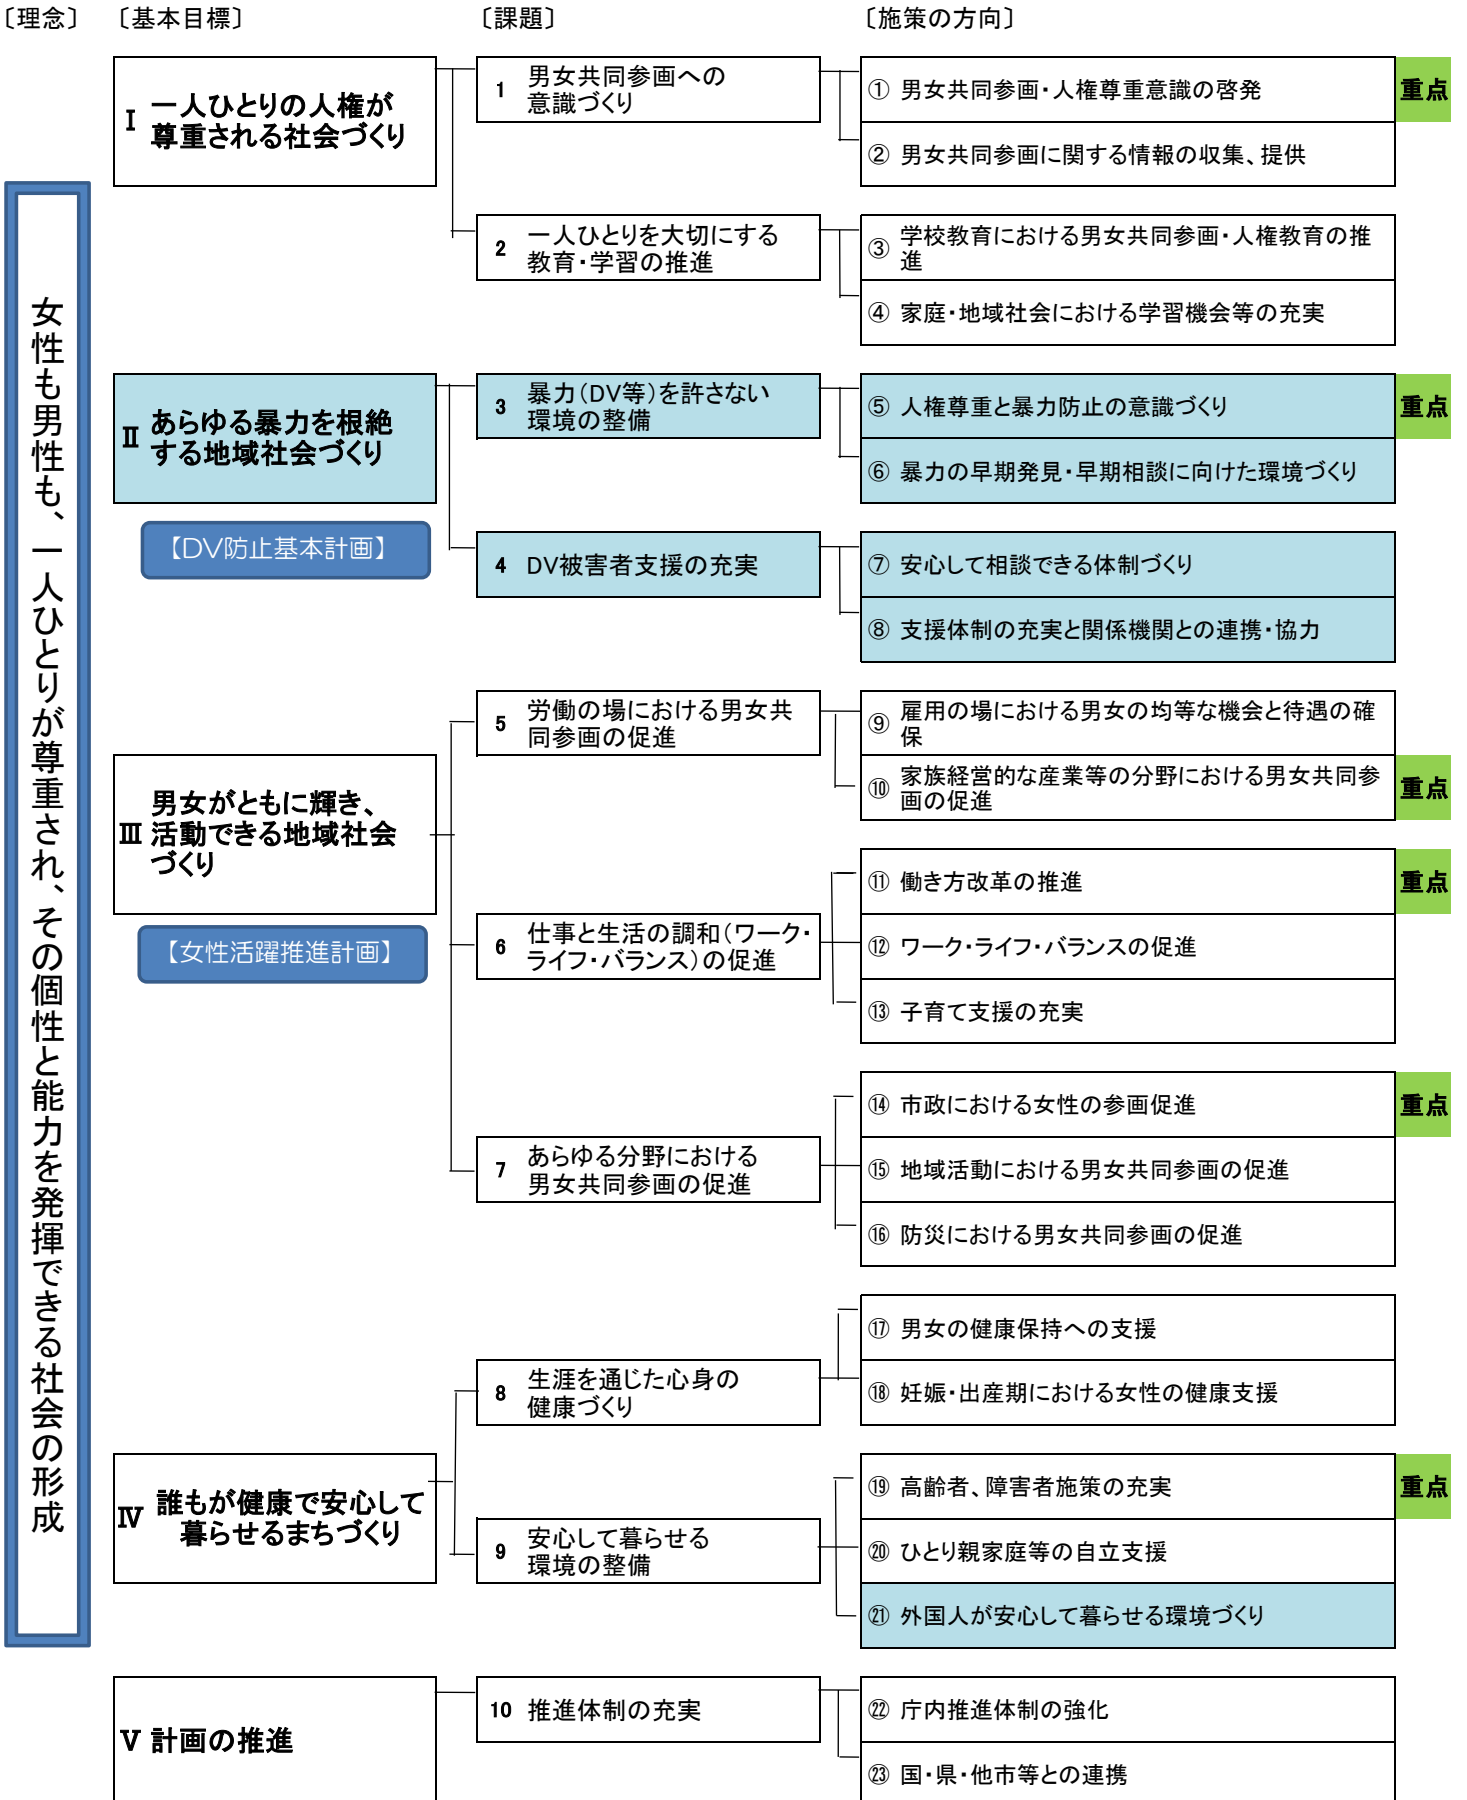 〔理念〕 〔基本目標〕 〔課題〕 〔施策の方向〕
女性も男性も、一人ひとりが尊重され、その個性と能力を発揮できる社会の形成
Ⅰ 一人ひとりの人権が
尊重される社会づくり
1 男女共同参画への
意識づくり
① 男女共同参画・人権尊重意識の啓発 重点
② 男女共同参画に関する情報の収集、提供
2 一人ひとりを大切にする
教育・学習の推進
③ 学校教育における男女共同参画・人権教育の推
進
④ 家庭・地域社会における学習機会等の充実
Ⅱ あらゆる暴力を根絶
する地域社会づくり
【DV防止基本計画】
3 暴力（DV等）を許さない
環境の整備
⑤ 人権尊重と暴力防止の意識づくり 重点
⑥ 暴力の早期発見・早期相談に向けた環境づくり
4 DV被害者支援の充実
⑦ 安心して相談できる体制づくり
⑧ 支援体制の充実と関係機関との連携・協力
Ⅲ 男女がともに輝き、
活動できる地域社会
づくり
【女性活躍推進計画】
5 労働の場における男女共
同参画の促進
⑨ 雇用の場における男女の均等な機会と待遇の確
保
⑩ 家族経営的な産業等の分野における男女共同参
画の促進 重点
6 仕事と生活の調和（ワーク・
ライフ・バランス）の促進
⑪ 働き方改革の推進 重点
⑫ ワーク・ライフ・バランスの促進
⑬ 子育て支援の充実
7 あらゆる分野における
男女共同参画の促進
⑭ 市政における女性の参画促進 重点
⑮ 地域活動における男女共同参画の促進
⑯ 防災における男女共同参画の促進
Ⅳ 誰もが健康で安心して
暮らせるまちづくり
8 生涯を通じた心身の
健康づくり
⑰ 男女の健康保持への支援
⑱ 妊娠・出産期における女性の健康支援
9 安心して暮らせる
環境の整備
⑲ 高齢者、障害者施策の充実 重点
⑳ ひとり親家庭等の自立支援
㉑ 外国人が安心して暮らせる環境づくり
Ⅴ 計画の推進
10 推進体制の充実
㉒ 庁内推進体制の強化
㉓ 国・県・他市等との連携